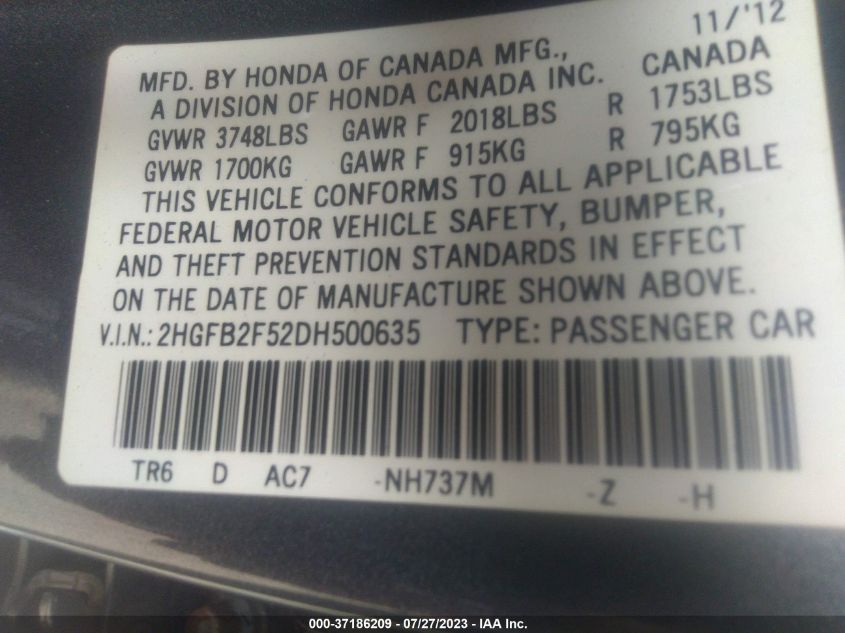 11/'12
MFD. BY HONDA OF CANADA MFG., CANADA
A DIVISION OF HONDA CANADA INC.
GVWR 3748LBS GAWR F 2018LBS R 1753LBS
GVWR 1700KG GAWR F 915KG R 795KG
THIS VEHICLE CONFORMS TO ALL APPLICABLE
FEDERAL MOTOR VEHICLE SAFETY, BUMPER,
AND THEFT PREVENTION STANDARDS IN EFFECT
ON THE DATE OF MANUFACTURE SHOWN ABOVE.
V.I.N.: 2HGFB2F52DH500635 TYPE: PASSENGER CAR
TR6 D AC7 -NH737M -Z -H
000-37186209 - 07/27/2023 - IAA Inc.